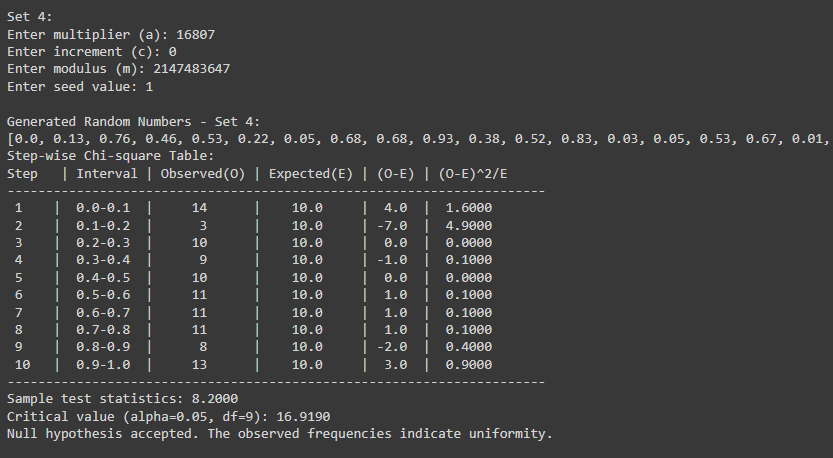 Set 4:
Enter multiplier (a): 16807
Enter increment (c): 0
Enter modulus (m): 2147483647
Enter seed value: 1
Generated Random Numbers - Set 4:
[0.0, 0.13, 0.76, 0.46, 0.53, 0.22, 0.05, 0.68, 0.68, 0.93, 0.38, 0.52, 0.83, 0.03, 0.05, 0.53, 0.67, 0.01,
Step-wise Chi-square Table:
Step | Interval | Observed(O) | Expected(E) | (O-E) | (O-E)^2/E
----------------------------------------------------------------------
1 | 0.0-0.1 | 14 | 10.0 | 4.0 | 1.6000
2 | 0.1-0.2 | 3 | 10.0 | -7.0 | 4.9000
3 | 0.2-0.3 | 10 | 10.0 | 0.0 | 0.0000
4 | 0.3-0.4 | 9 | 10.0 | -1.0 | 0.1000
5 | 0.4-0.5 | 10 | 10.0 | 0.0 | 0.0000
6 | 0.5-0.6 | 11 | 10.0 | 1.0 | 0.1000
7 | 0.6-0.7 | 11 | 10.0 | 1.0 | 0.1000
8 | 0.7-0.8 | 11 | 10.0 | 1.0 | 0.1000
9 | 0.8-0.9 | 8 | 10.0 | -2.0 | 0.4000
10 | 0.9-1.0 | 13 | 10.0 | 3.0 | 0.9000
----------------------------------------------------------------------
Sample test statistics: 8.2000
Critical value (alpha=0.05, df=9): 16.9190
Null hypothesis accepted. The observed frequencies indicate uniformity.